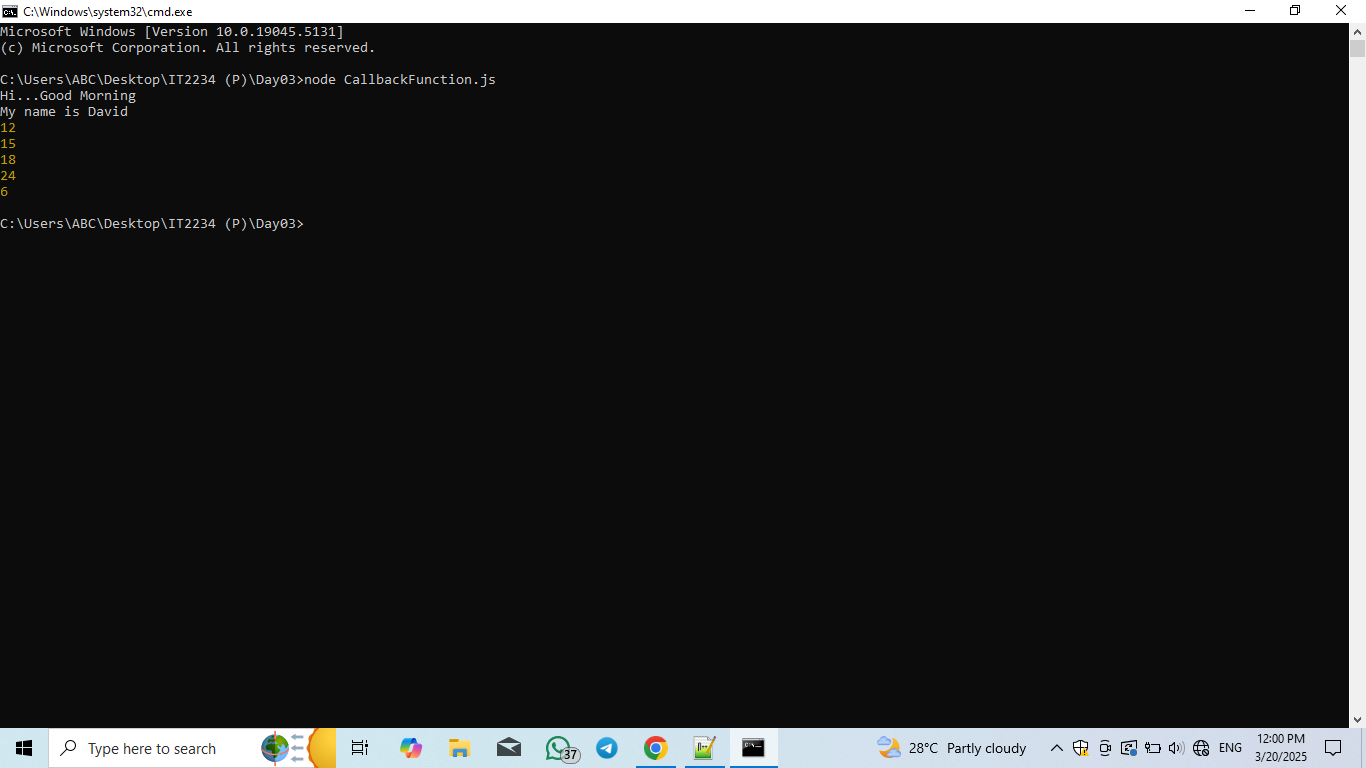 C:\Windows\system32\cmd.exe
Microsoft Windows [Version 10.0.19045.5131]
(c) Microsoft Corporation. All rights reserved.
C:\Users\ABC\Desktop\IT2234 (P)\Day03>node CallbackFunction.js
Hi...Good Morning
My name is David
12
15
18
24
6
C:\Users\ABC\Desktop\IT2234 (P)\Day03>
Type here to search
37
28°C Partly cloudy
ENG
12:00 PM
3/20/2025